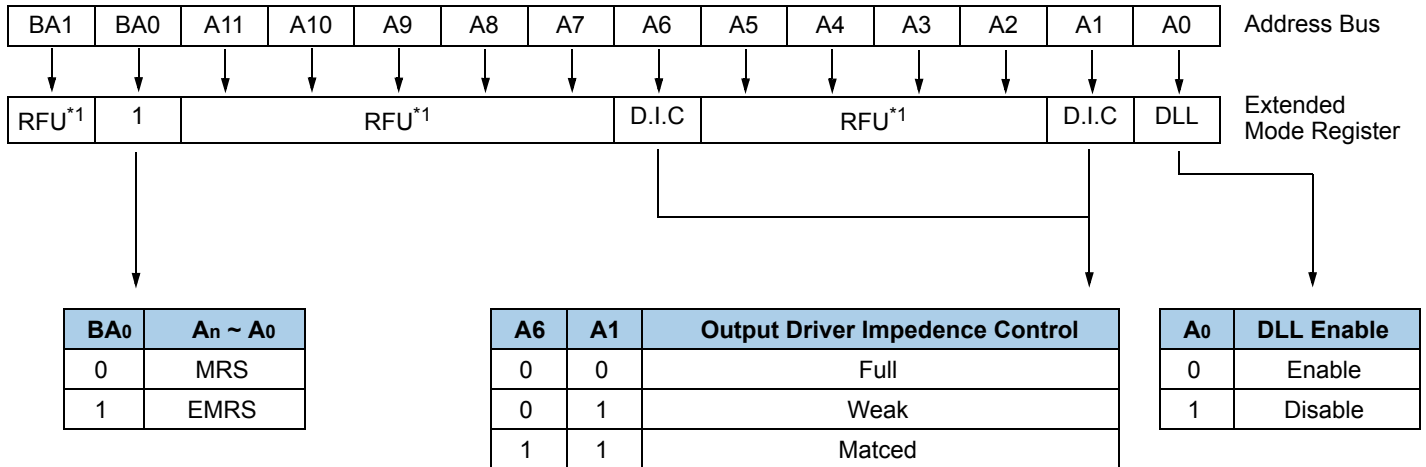 BA1 BA0 A11 A10 A9 A8 A7 A6 A5 A4 A3 A2 A1 A0 Address Bus
RFU*1 1 RFU*1 D.I.C RFU*1 D.I.C DLL Extended
Mode Register
BA0 An ~ A0
0 MRS
1 EMRS
A6 A1 Output Driver Impedence Control
0 0 Full
0 1 Weak
1 1 Matced
A0 DLL Enable
0 Enable
1 Disable